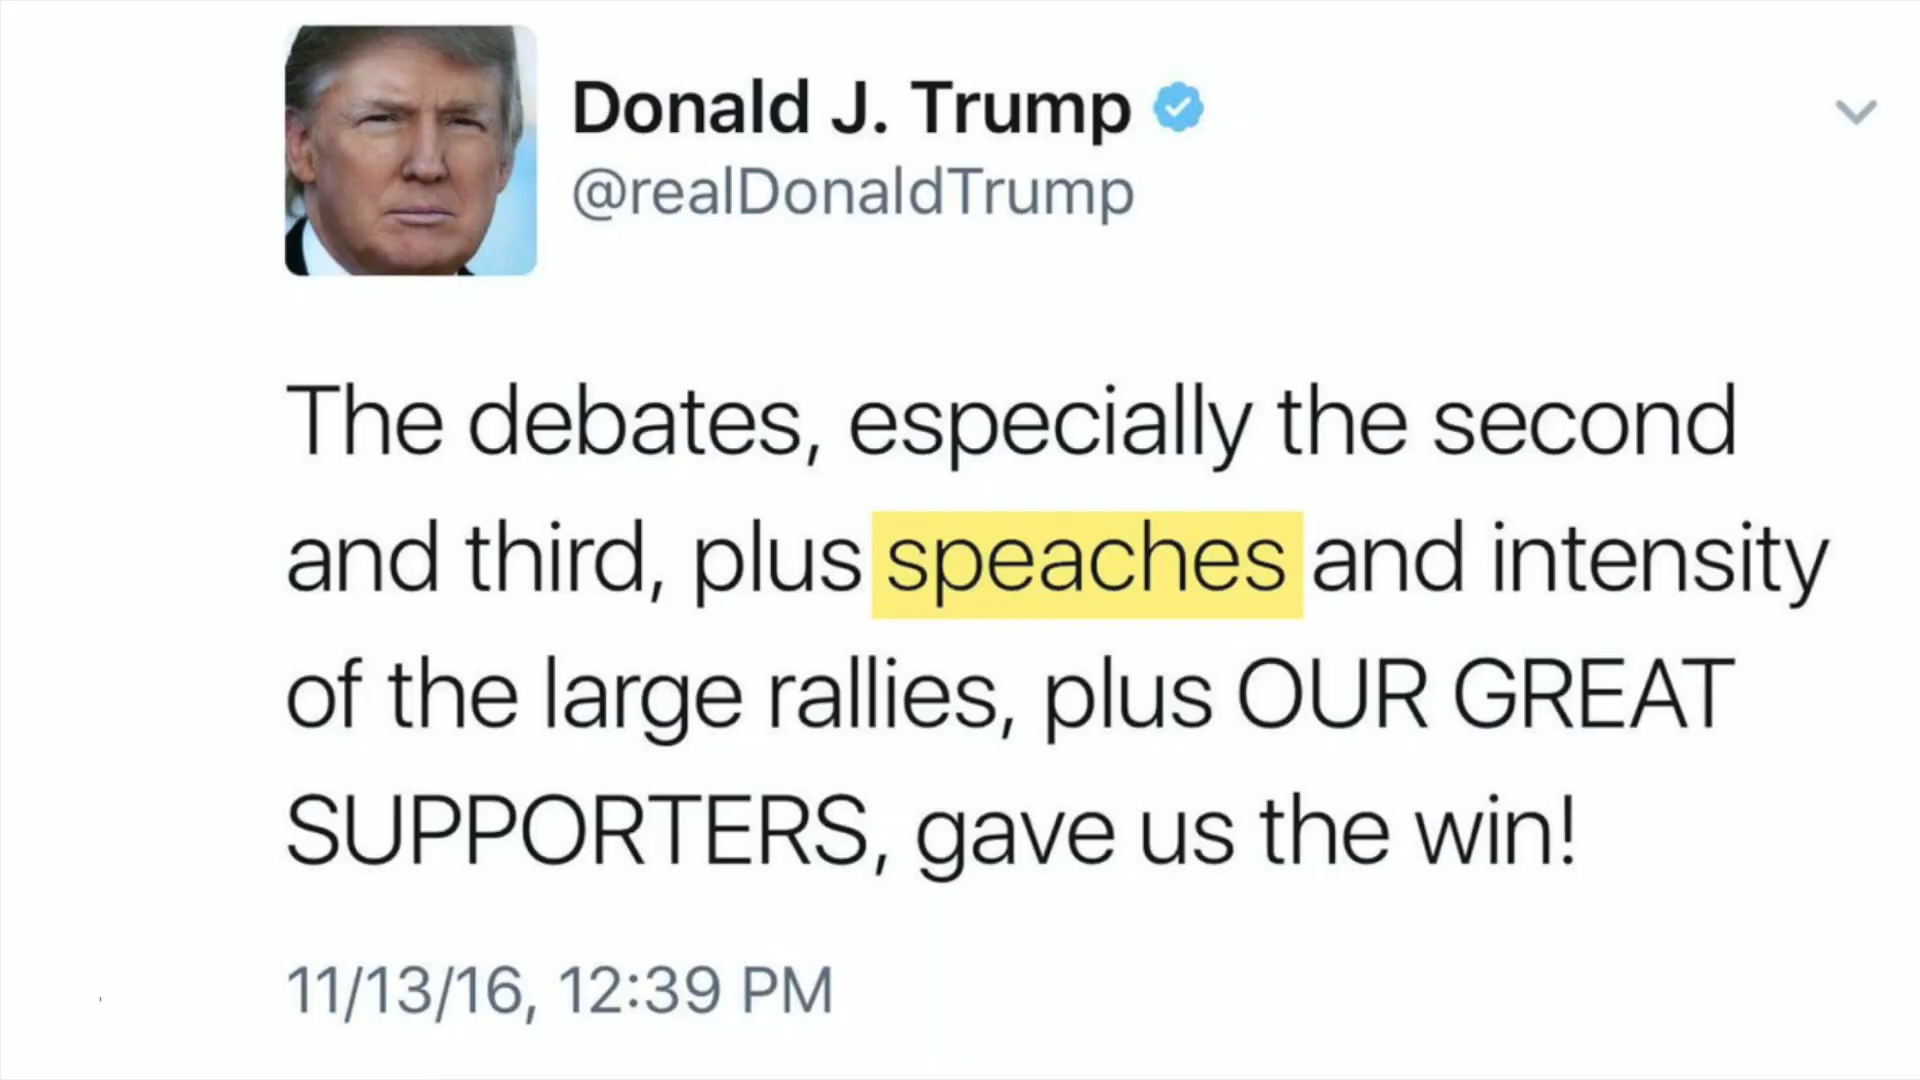 Donald J. Trump
@realDonaldTrump
The debates, especially the second
and third, plus speaches and intensity
of the large rallies, plus OUR GREAT
SUPPORTERS, gave us the win!
11/13/16, 12:39 PM